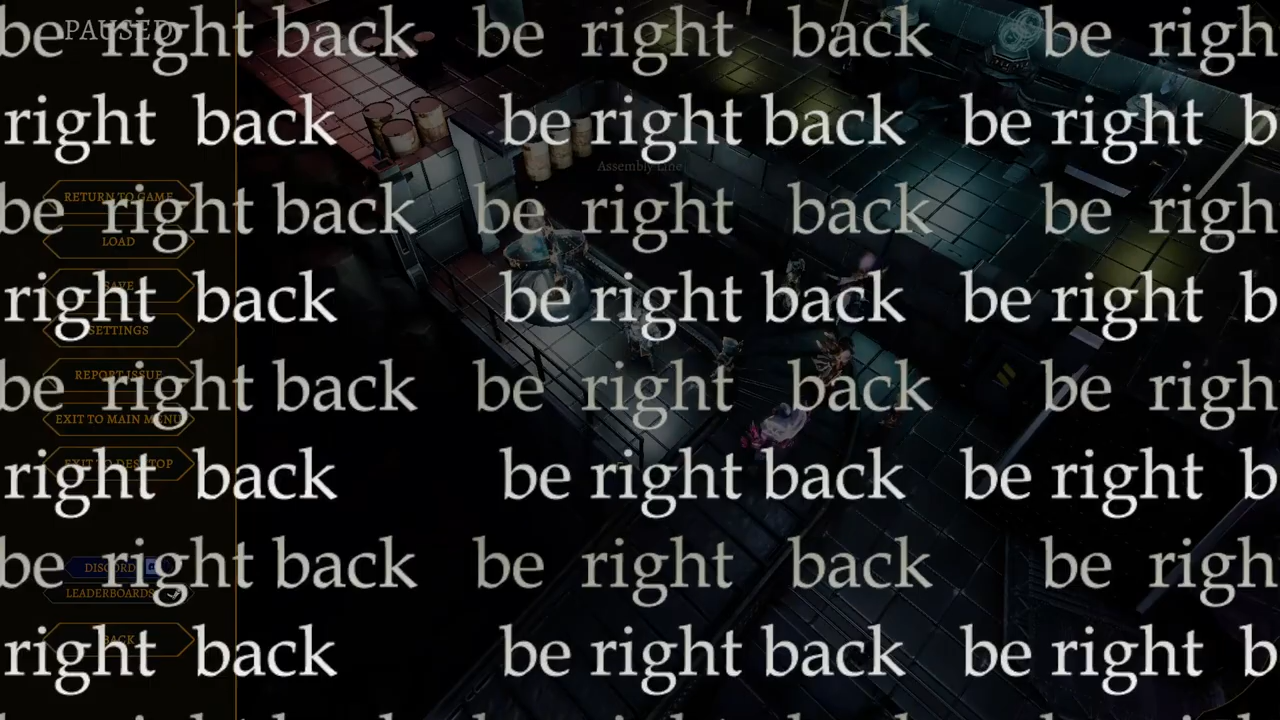 PAUSED
be right back be right back be righ
right back be right back be right b
Assembly Line
RETURN TO GAME
be right back be right back be righ
LOAD
SAVE
right back be right back be right b
SETTINGS
REPORT ISSUE
be right back be right back be righ
EXIT TO MAIN MENU
EXIT TO DESKTOP
right back be right back be right b
DISCORD
be right back be right back be righ
LEADERBOARDS
BACK
right back be right back be right b